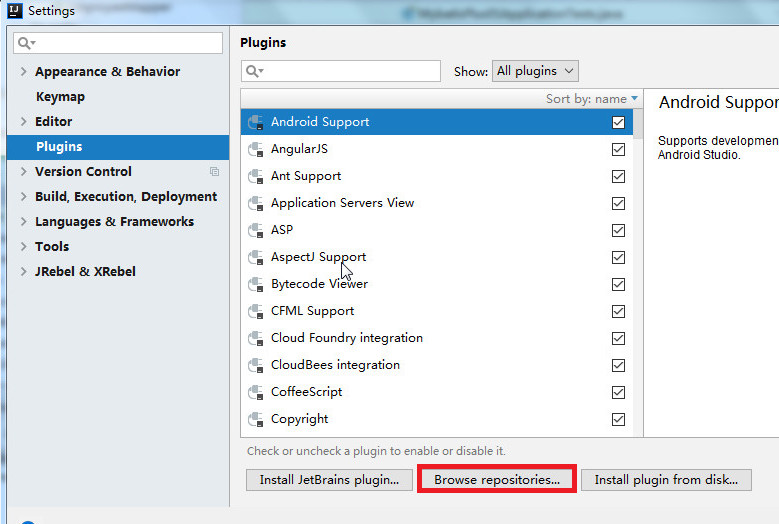 Settings
Appearance & Behavior
Keymap
Editor
Plugins
Version Control
Build, Execution, Deployment
Languages & Frameworks
Tools
JRebel & XRebel
Plugins
Show: All plugins
Sort by: name
Android Support
AngularJS
Ant Support
Application Servers View
ASP
AspectJ Support
Bytecode Viewer
CFML Support
Cloud Foundry integration
CloudBees integration
CoffeeScript
Copyright
Check or uncheck a plugin to enable or disable it.
Install JetBrains plugin...
Browse repositories...
Install plugin from disk...
Android Suppor
Supports developmen
Android Studio.